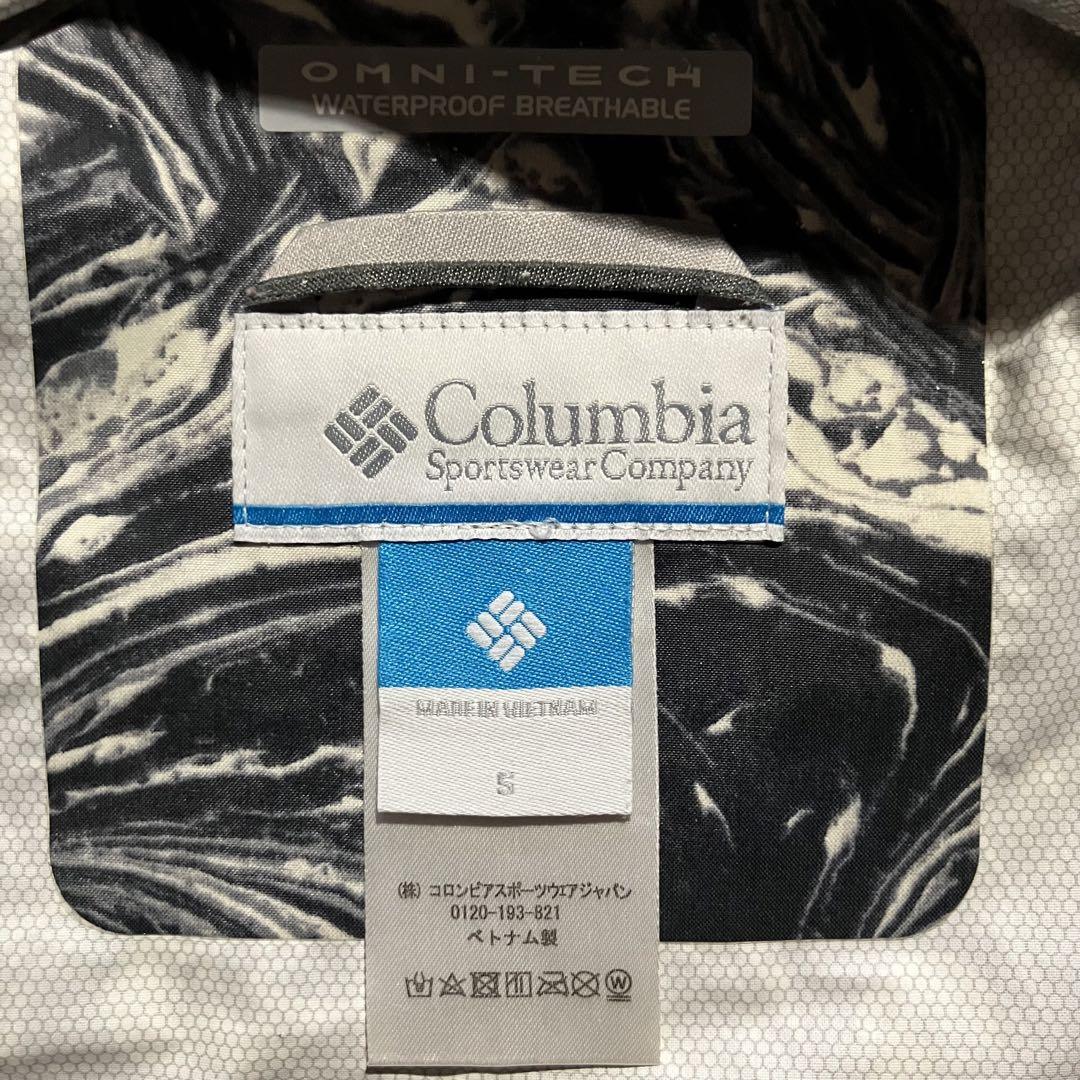 OMNI-TECH
WATERPROOF BREATHABLE
Columbia
Sportswear Company
MADE IN VIETNAM
S
(株) コロンビアスポーツウエアジャパン
0120-193-821
ベトナム製
W